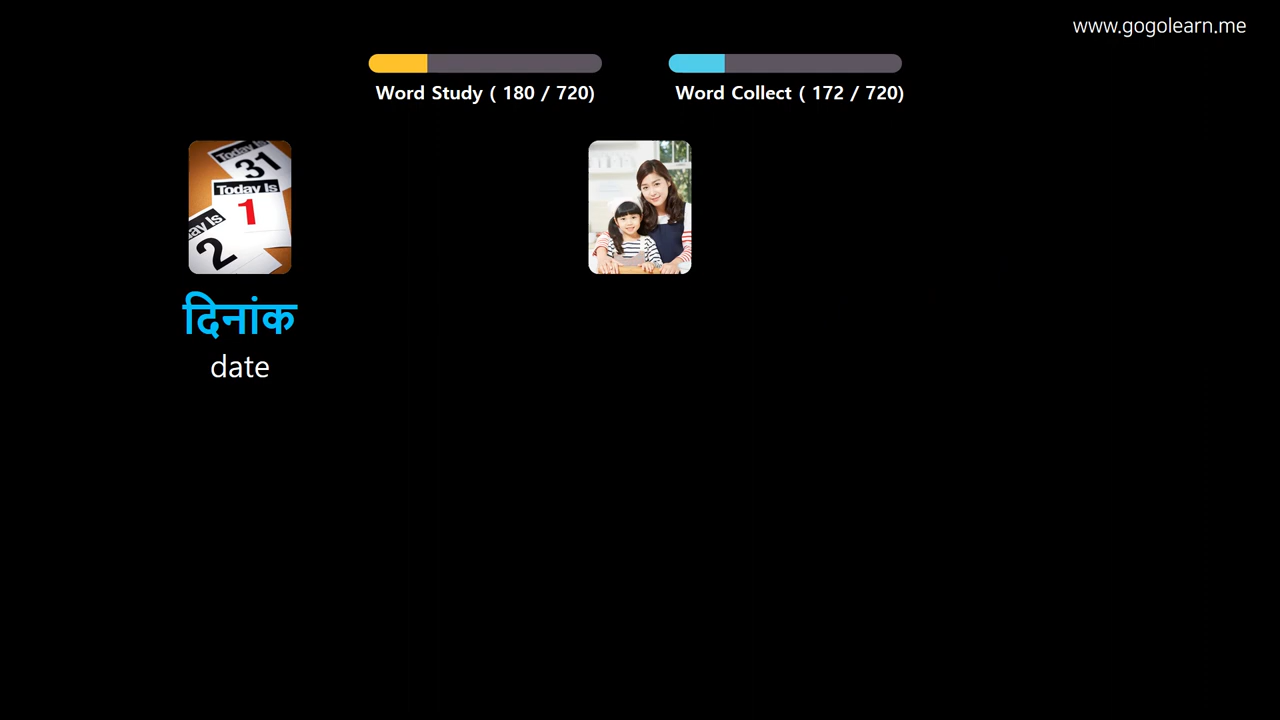 www.gogolearn.me
Word Study ( 180 / 720)
Word Collect ( 172 / 720)
Today Is
31
Today Is
1
ay Is
2
दिनांक
date